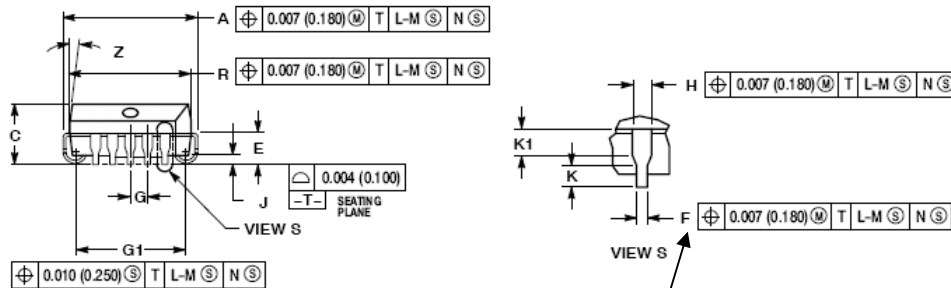 A ⌖ 0.007 (0.180) Ⓜ T L–M Ⓢ N Ⓢ
Z
R ⌖ 0.007 (0.180) Ⓜ T L–M Ⓢ N Ⓢ
C
E
G
J
⌓ 0.004 (0.100)
–T– SEATING
PLANE
VIEW S
G1
⌖ 0.010 (0.250) Ⓢ T L–M Ⓢ N Ⓢ
H ⌖ 0.007 (0.180) Ⓜ T L–M Ⓢ N Ⓢ
K1
K
F ⌖ 0.007 (0.180) Ⓜ T L–M Ⓢ N Ⓢ
VIEW S